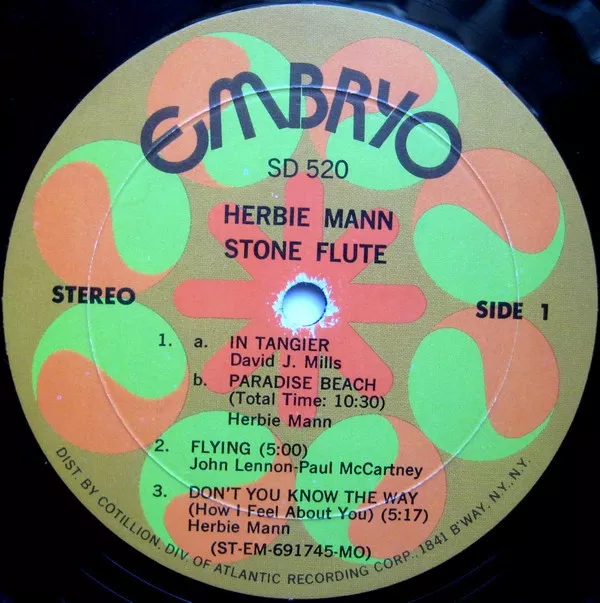 EMBRYO
SD 520
HERBIE MANN
STONE FLUTE
STEREO
SIDE 1
1. a. IN TANGIER
David J. Mills
b. PARADISE BEACH
(Total Time: 10:30)
Herbie Mann
2. FLYING (5:00)
John Lennon-Paul McCartney
3. DON'T YOU KNOW THE WAY
(How I Feel About You) (5:17)
Herbie Mann
(ST-EM-691745-MO)
DIST. BY COTILLION, DIV. OF ATLANTIC RECORDING CORP., 1841 B'WAY, N.Y., N.Y.